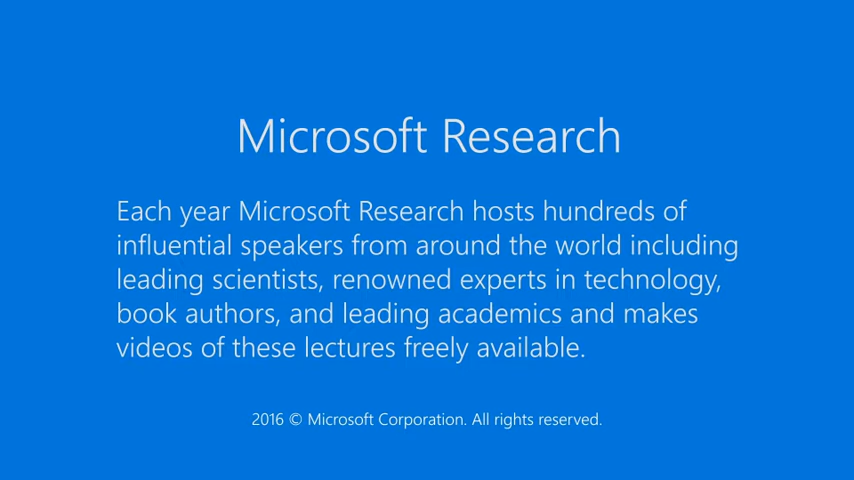 Microsoft Research
Each year Microsoft Research hosts hundreds of
influential speakers from around the world including
leading scientists, renowned experts in technology,
book authors, and leading academics and makes
videos of these lectures freely available.
2016 © Microsoft Corporation. All rights reserved.